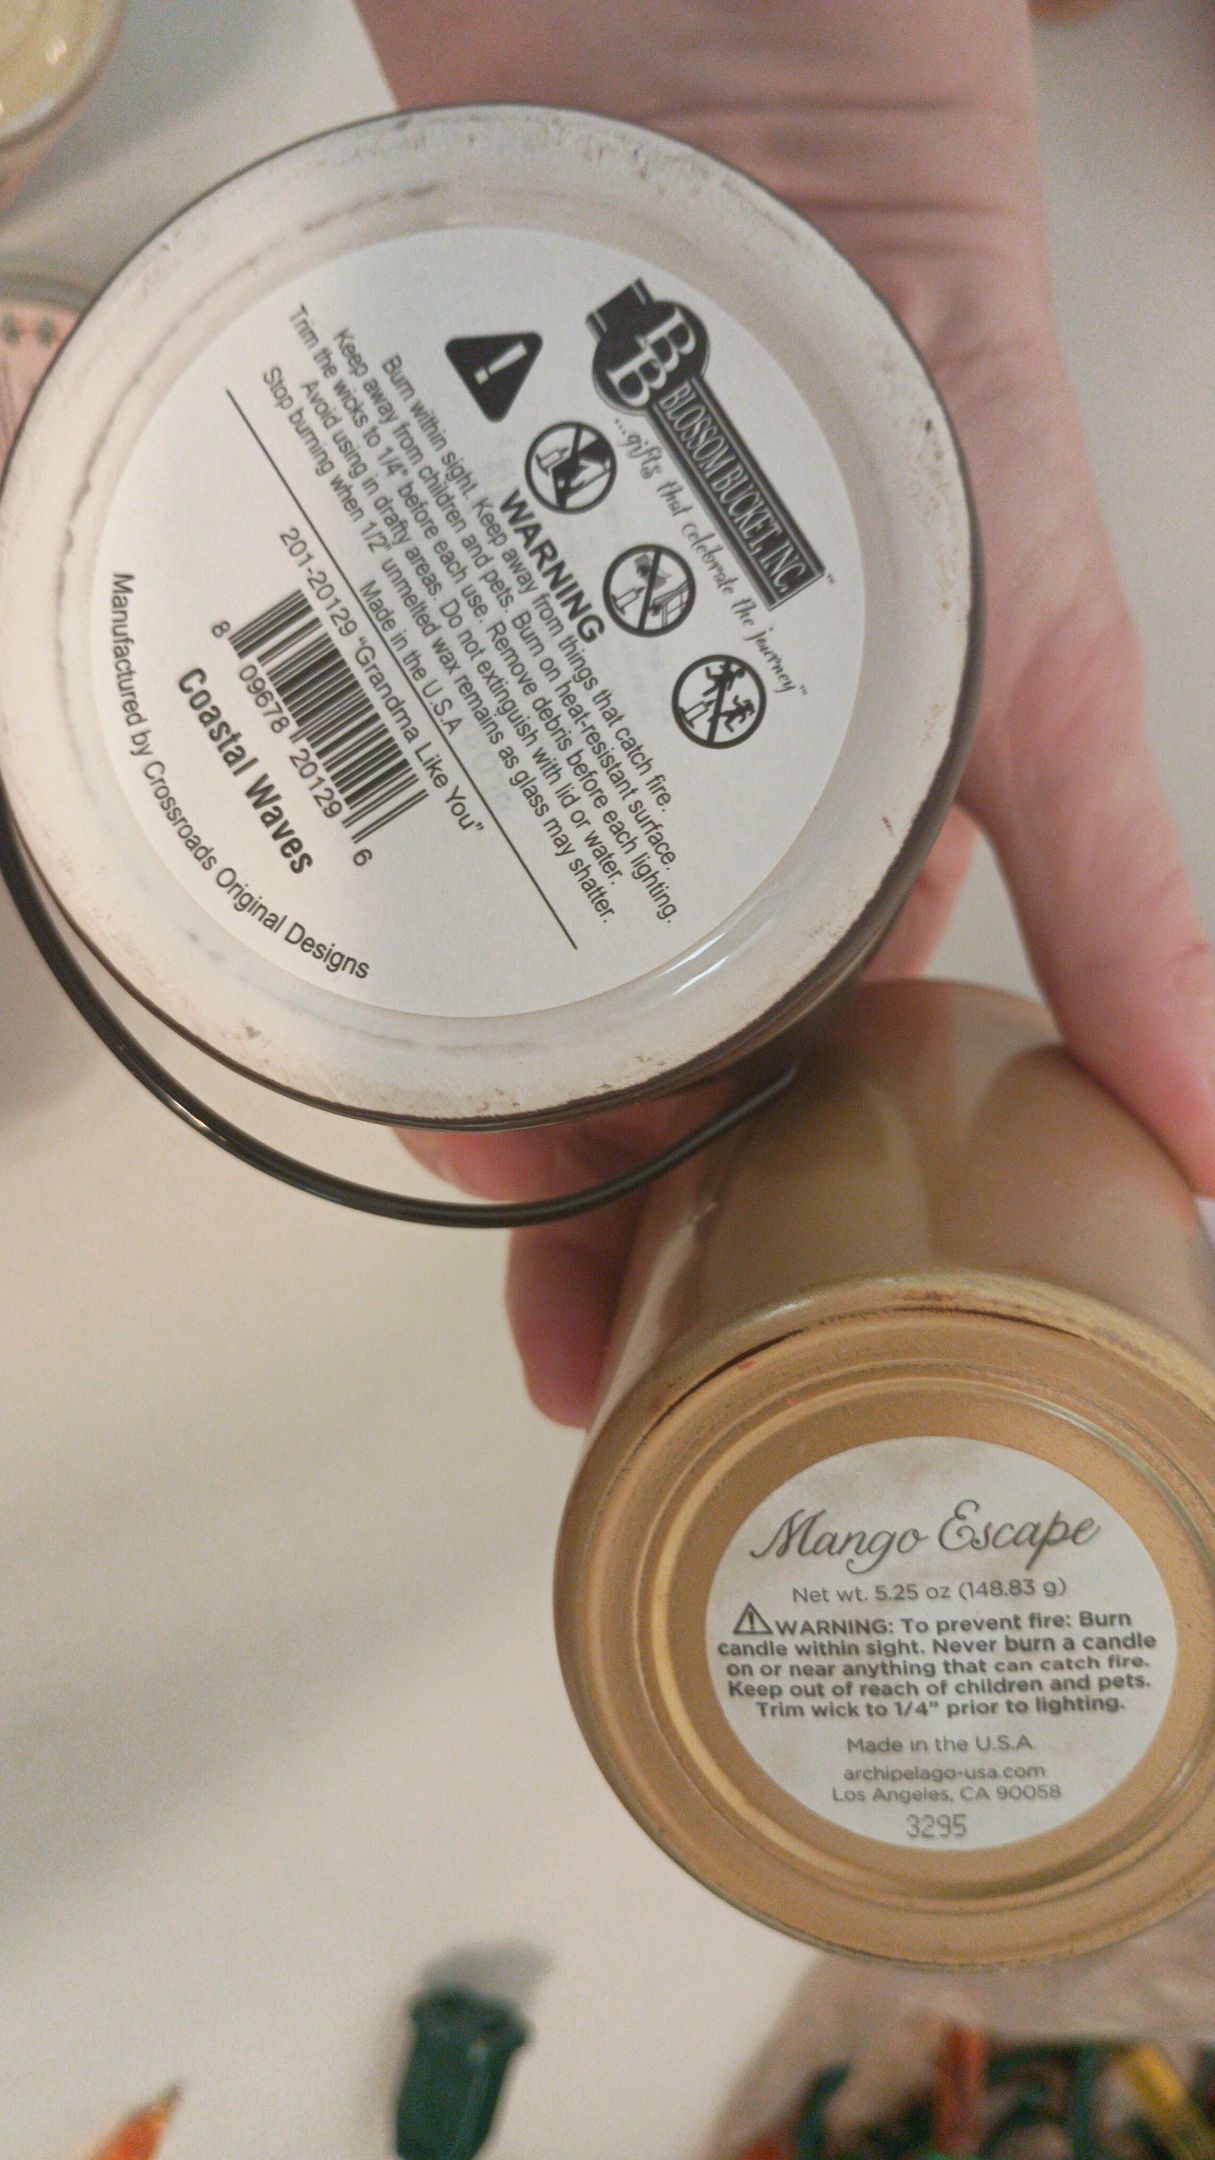 BBB
BLOSSOM BUCKET, INC.™
...gifts that celebrate the journey™
WARNING
Burn within sight. Keep away from things that catch fire.
Keep away from children and pets. Burn on heat-resistant surface.
Trim the wicks to 1/4" before each use. Remove debris before each lighting.
Avoid using in drafty areas. Do not extinguish with lid or water.
Stop burning when 1/2" unmelted wax remains as glass may shatter.
Made in the U.S.A
201-20129 "Grandma Like You"
8 09678 20129 6
Coastal Waves
Manufactured by Crossroads Original Designs
Mango Escape
Net wt. 5.25 oz (148.83 g)
WARNING: To prevent fire: Burn
candle within sight. Never burn a candle
on or near anything that can catch fire.
Keep out of reach of children and pets.
Trim wick to 1/4" prior to lighting.
Made in the U.S.A
archipelago-usa.com
Los Angeles, CA 90058
3295